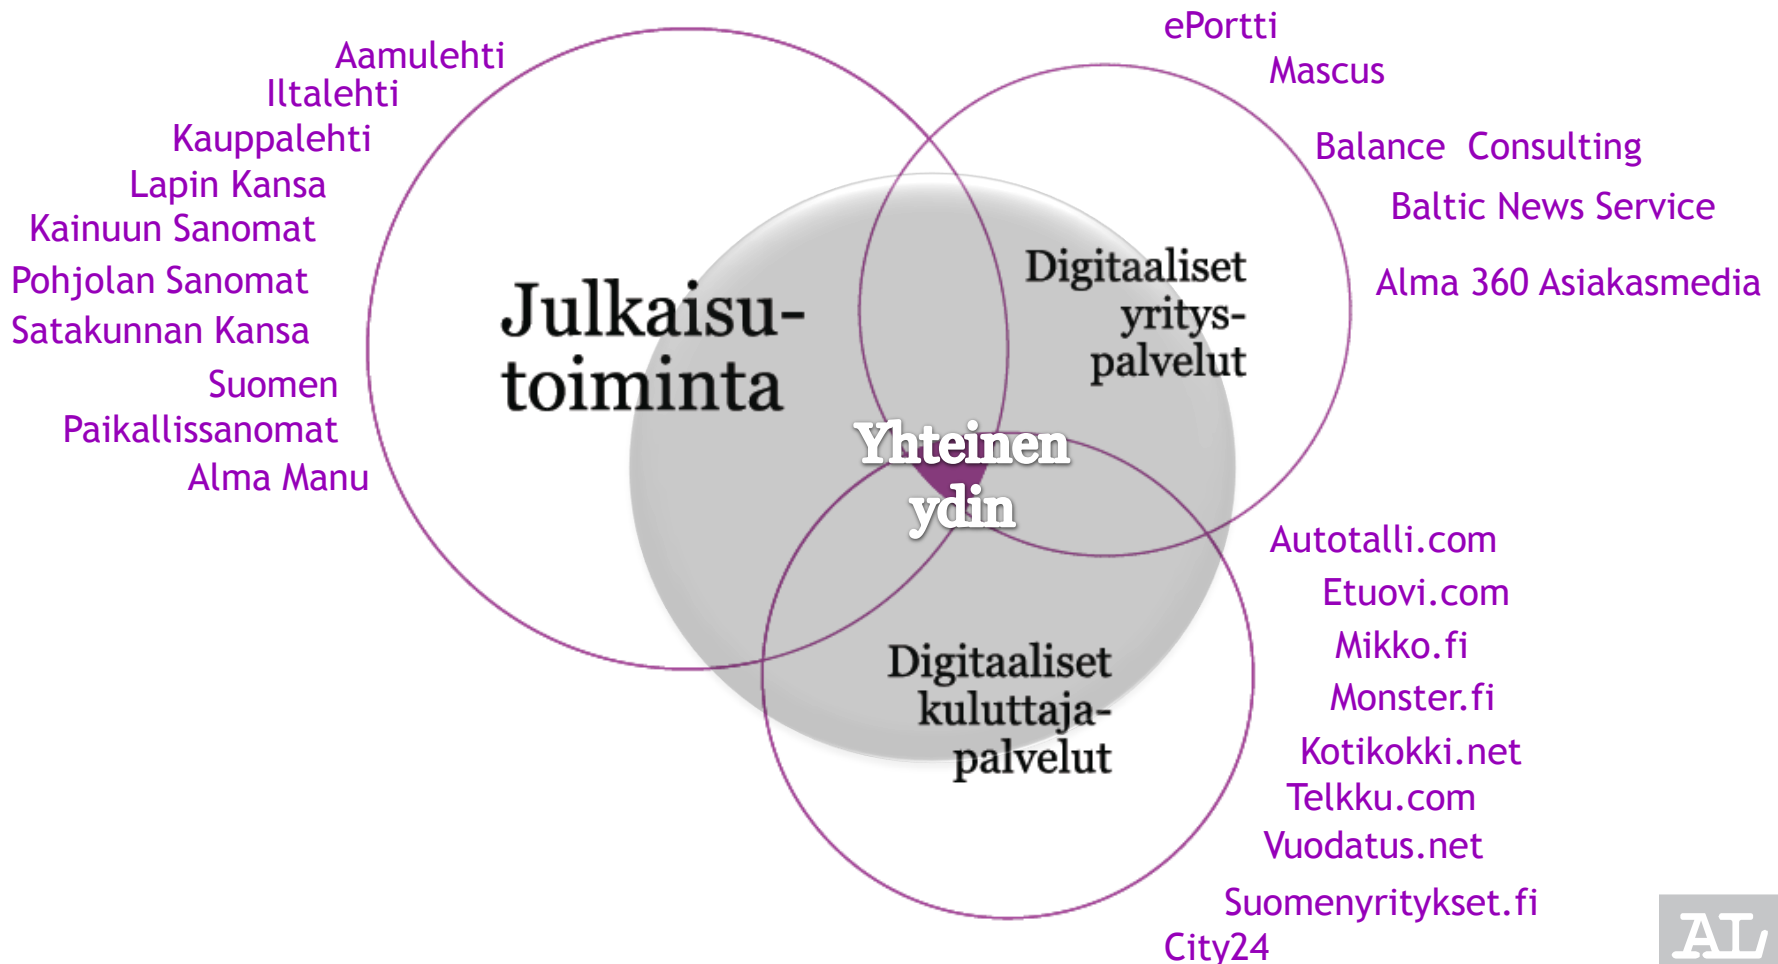 Aamulehti
Iltalehti
Kauppalehti
Lapin Kansa
Kainuun Sanomat
Pohjolan Sanomat
Satakunnan Kansa
Suomen
Paikallissanomat
Alma Manu
Julkaisu-
toiminta
ePortti
Mascus
Balance Consulting
Baltic News Service
Alma 360 Asiakasmedia
Digitaaliset
yritys-
palvelut
Yhteinen
ydin
Digitaaliset
kuluttaja-
palvelut
Autotalli.com
Etuovi.com
Mikko.fi
Monster.fi
Kotikokki.net
Telkku.com
Vuodatus.net
Suomenyritykset.fi
City24
AL